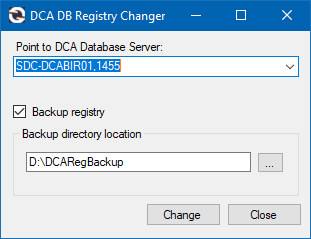 DCA DB Registry Changer
Point to DCA Database Server:
SDC-DCABIR01,1455
Backup registry
Backup directory location
D:\DCARegBackup
...
Change Close